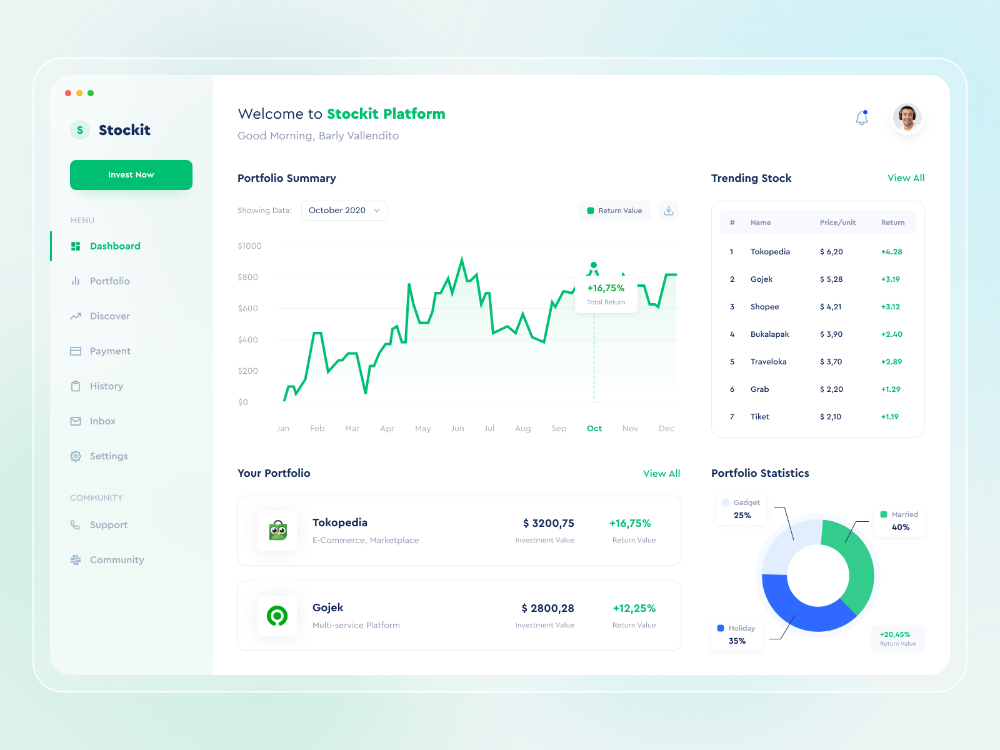 S Stockit
Invest Now
MENU
Dashboard
Portfolio
Discover
Payment
History
Inbox
Settings
COMMUNITY
Support
Community
Welcome to Stockit Platform
Good Morning, Barly Vallendito
Portfolio Summary
Showing Data: October 2020
Return Value
$1000
$800
$600
$400
$200
$0
+16,75%
Total Return
Jan Feb Mar Apr May Jun Jul Aug Sep Oct Nov Dec
Trending Stock View All
# Name Price/unit Return
1 Tokopedia $ 6,20 +4.28
2 Gojek $ 5,28 +3.19
3 Shopee $ 4,21 +3.12
4 Bukalapak $ 3,90 +2.40
5 Traveloka $ 3,70 +2.89
6 Grab $ 2,20 +1.29
7 Tiket $ 2,10 +1.19
Your Portfolio View All
Tokopedia $ 3200,75 +16,75%
E-Commerce, Marketplace Investment Value Return Value
Gojek $ 2800,28 +12,25%
Multi-service Platform Investment Value Return Value
Portfolio Statistics
Gadget
25%
Married
40%
Holiday
35%
+20,45%
Return Value